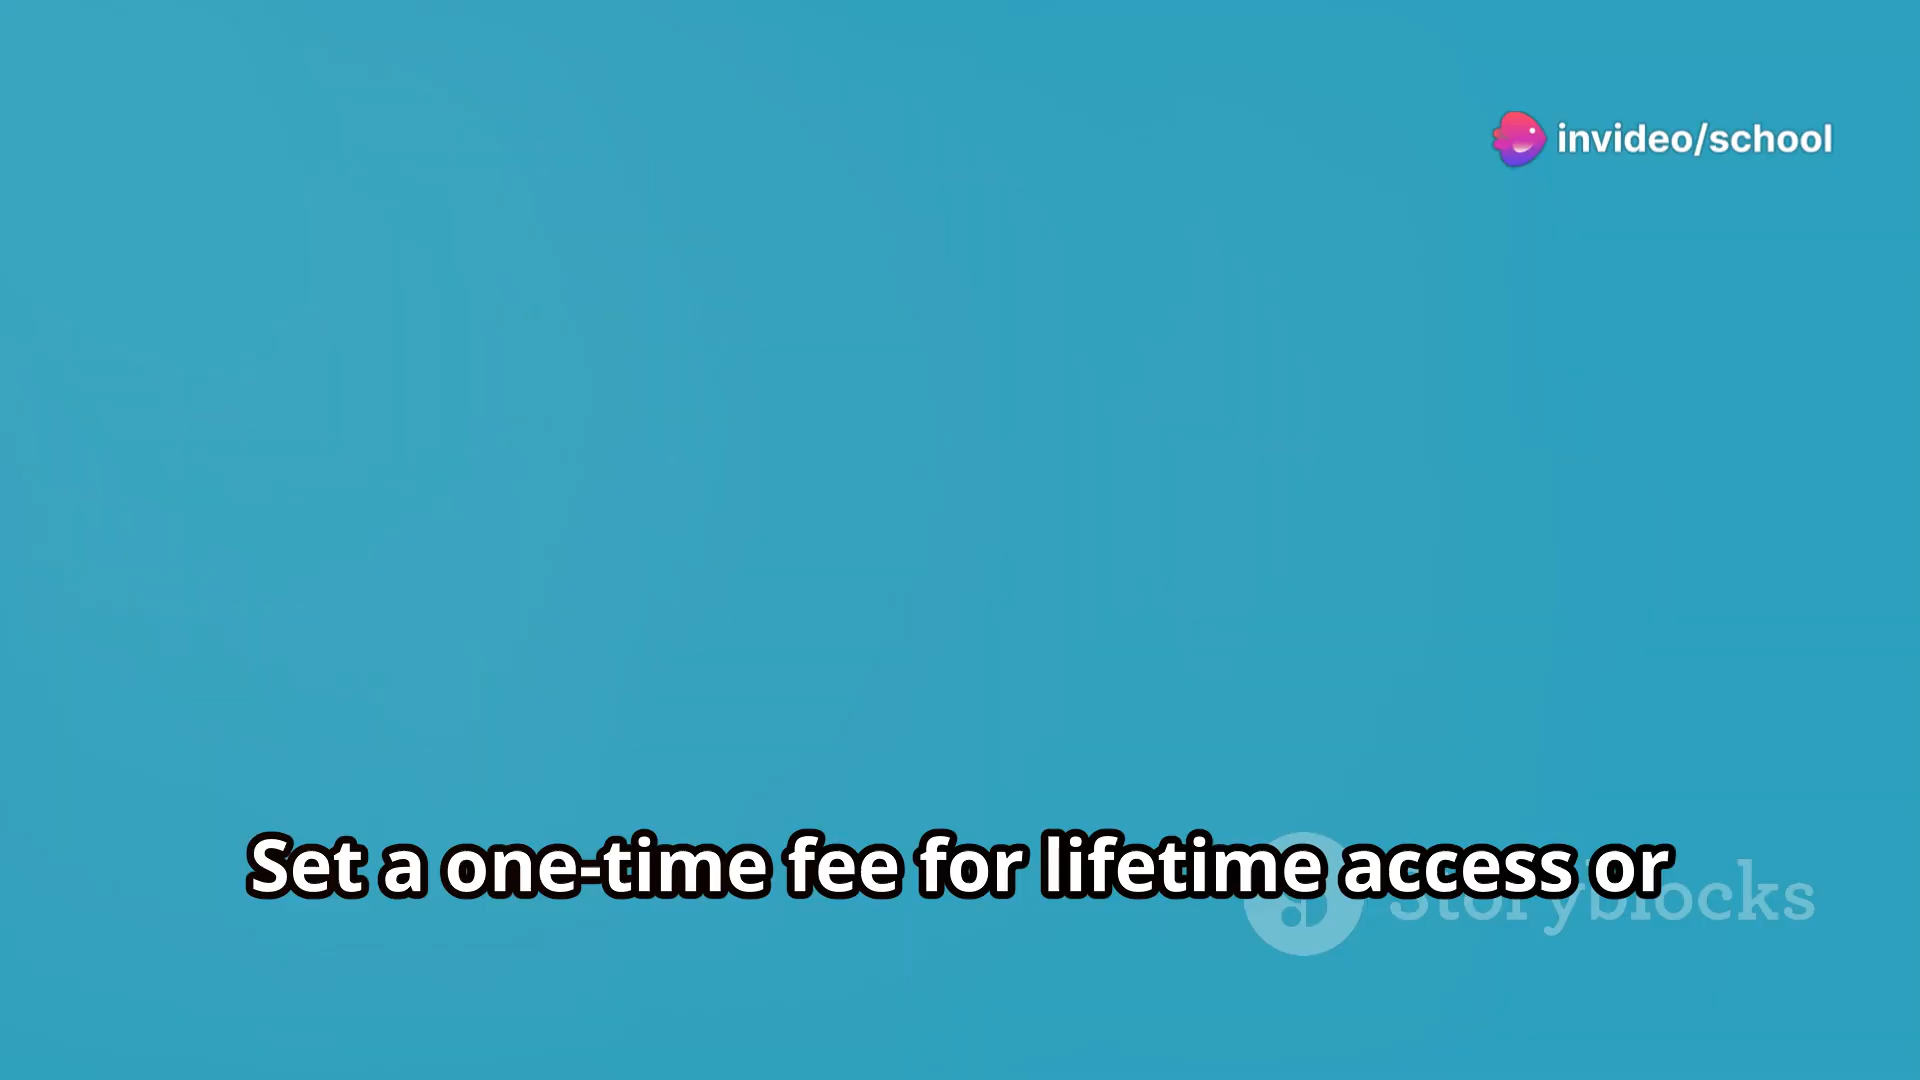 invideo/school
Set a one-time fee for lifetime access or
Storyblocks